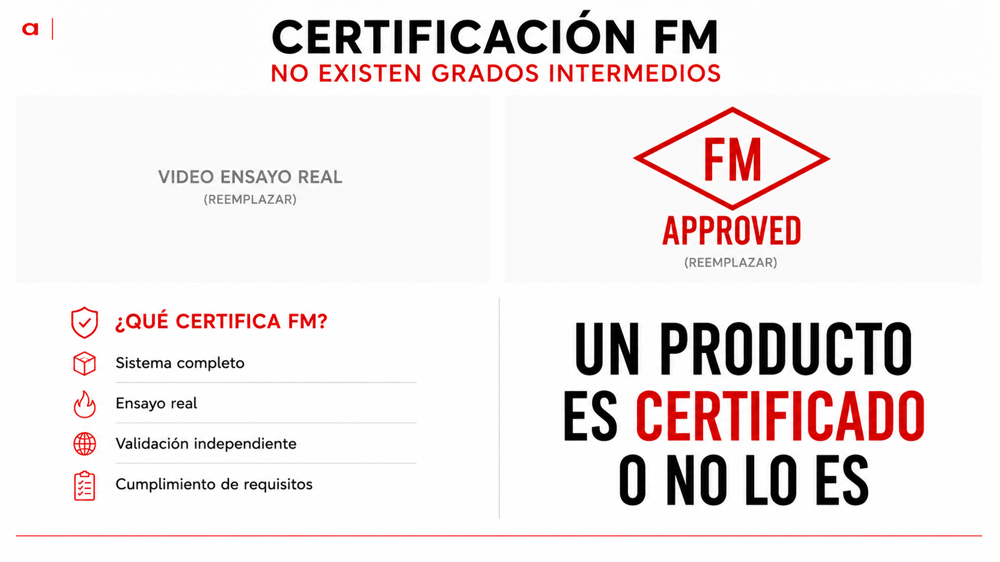 a
CERTIFICACIÓN FM
NO EXISTEN GRADOS INTERMEDIOS
VIDEO ENSAYO REAL
(REEMPLAZAR)
FM
APPROVED
(REEMPLAZAR)
¿QUÉ CERTIFICA FM?
Sistema completo
Ensayo real
Validación independiente
Cumplimiento de requisitos
UN PRODUCTO
ES CERTIFICADO
O NO LO ES